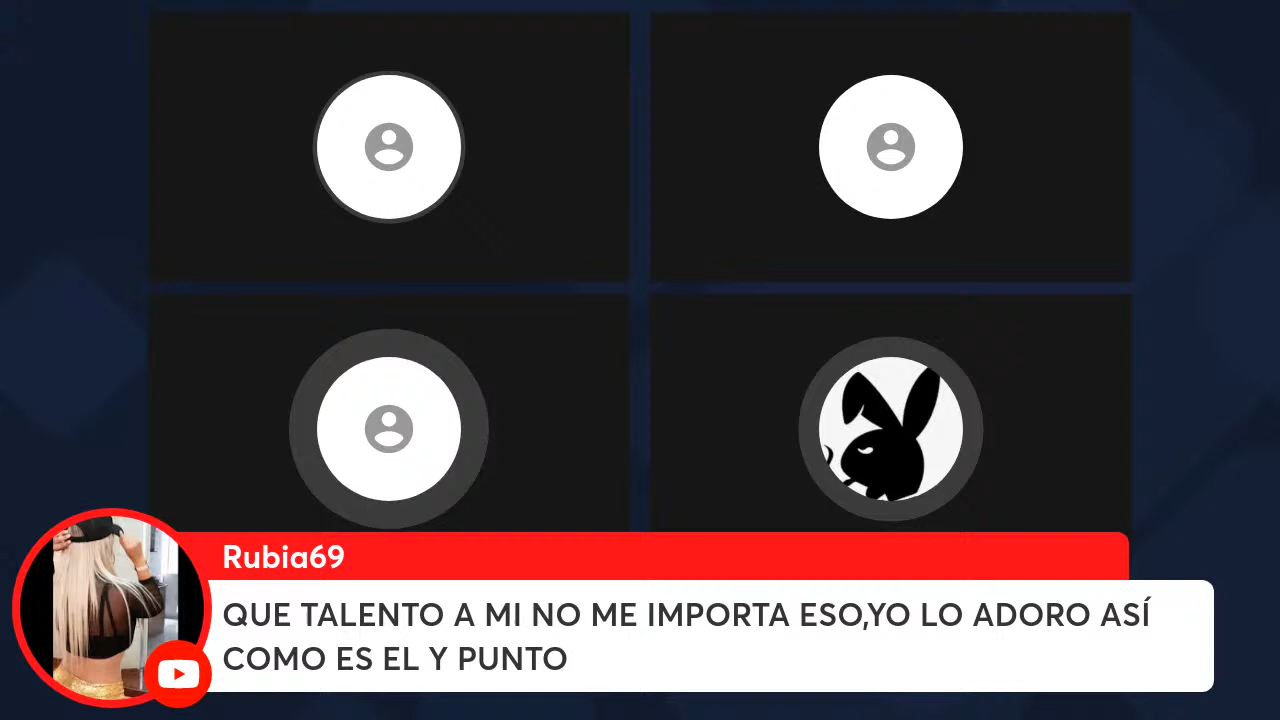 Rubia69
QUE TALENTO A MI NO ME IMPORTA ESO,YO LO ADORO ASÍ
COMO ES EL Y PUNTO